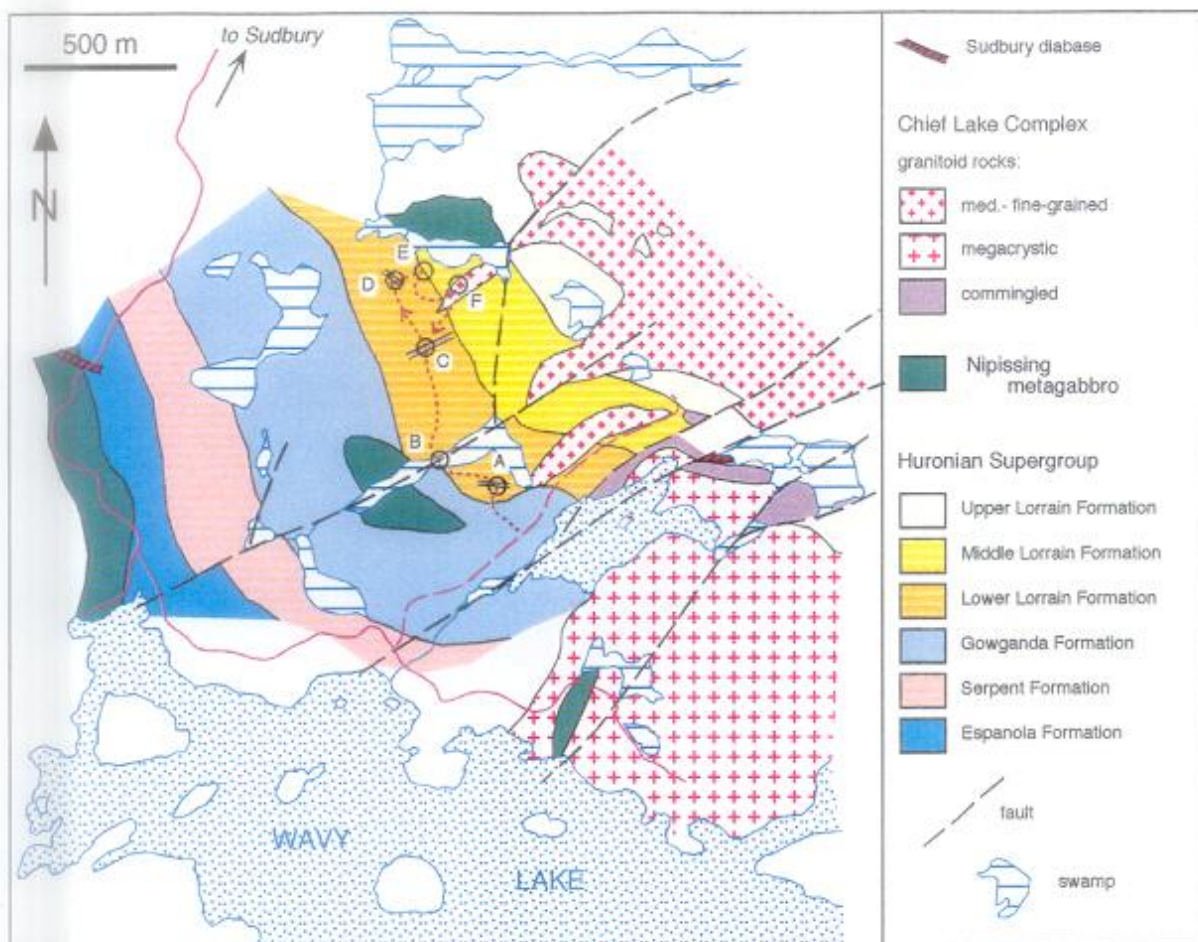 500 m
to Sudbury
N
E
D
F
C
B
A
WAVY
LAKE
Sudbury diabase
Chief Lake Complex
granitoid rocks:
med.- fine-grained
megacrystic
commingled
Nipissing
metagabbro
Huronian Supergroup
Upper Lorrain Formation
Middle Lorrain Formation
Lower Lorrain Formation
Gowganda Formation
Serpent Formation
Espanola Formation
fault
swamp